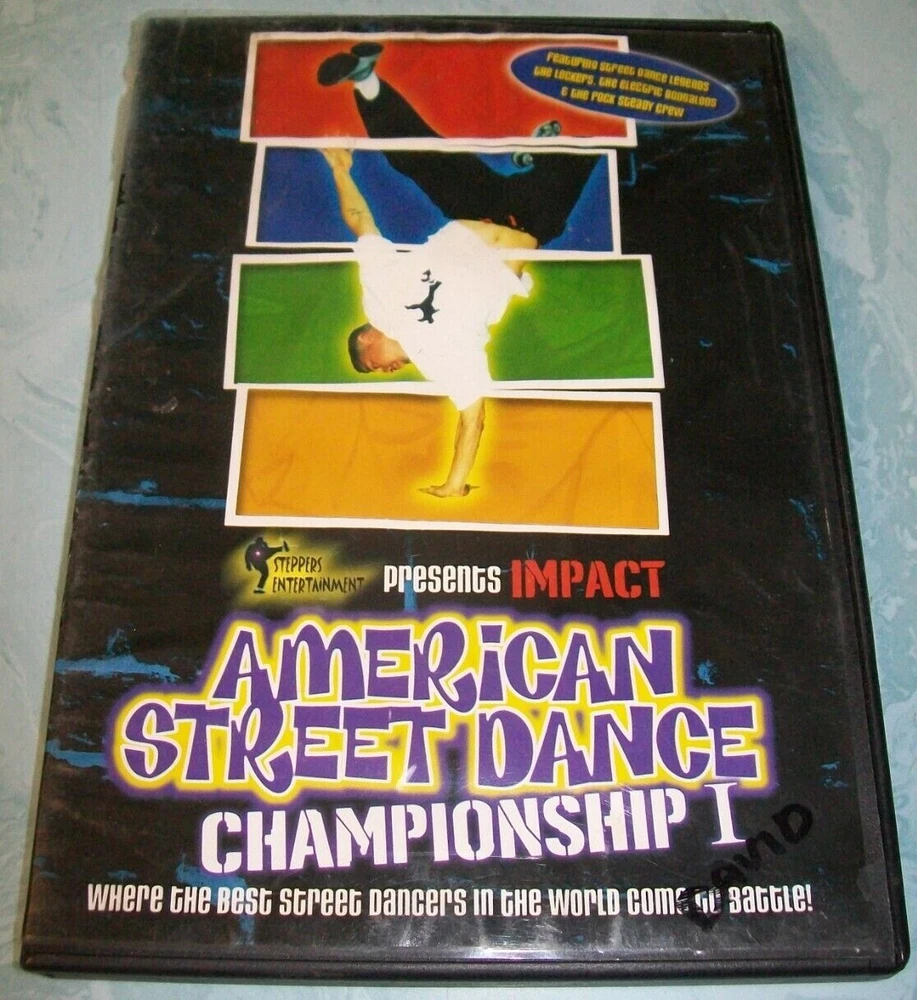 Featuring Street Dance Legends
The Lockers, The Electric Boogaloos
& The Rock Steady Crew
STEPPERS
ENTERTAINMENT
presents IMPACT
AMERiCAN
STREET DANCE
CHAMPIONSHIP I
DAVID
WHERE THE BEST STREET DANCERS IN THE WORLD COME TO BATTLE!